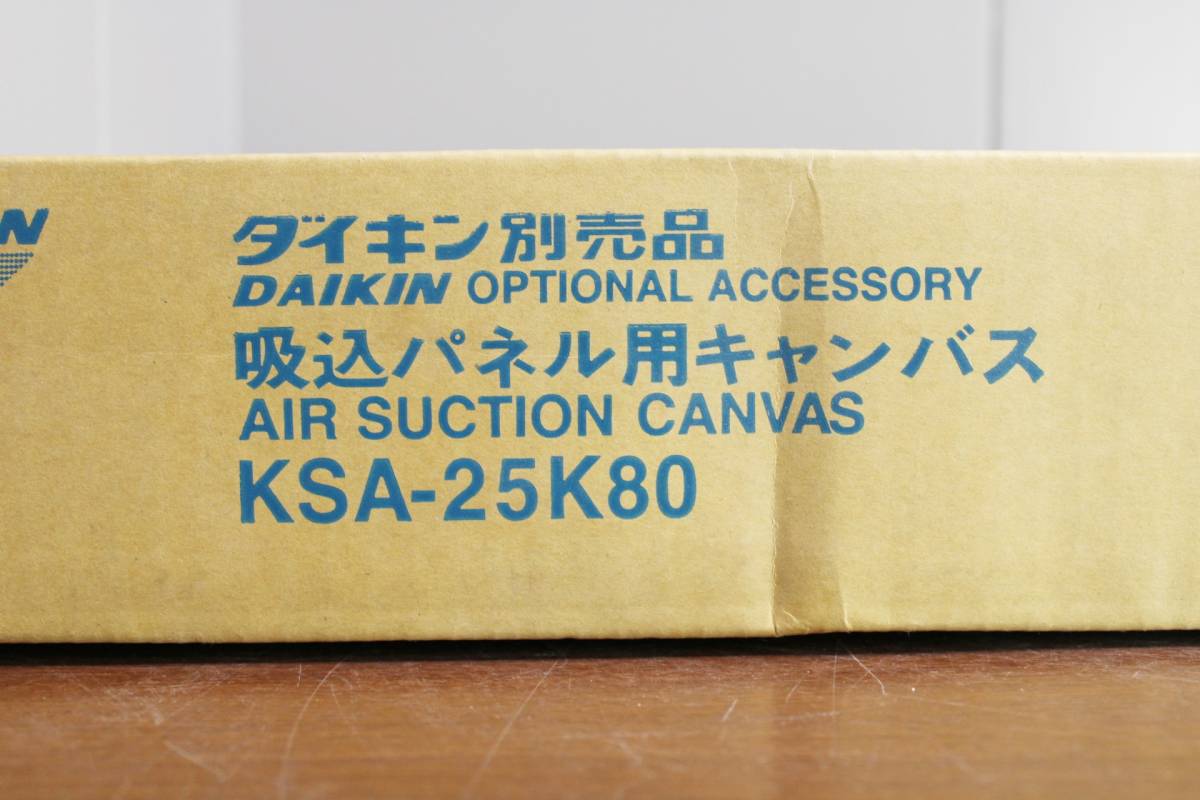 ダイキン別売品
DAIKIN OPTIONAL ACCESSORY
吸込パネル用キャンバス
AIR SUCTION CANVAS
KSA-25K80